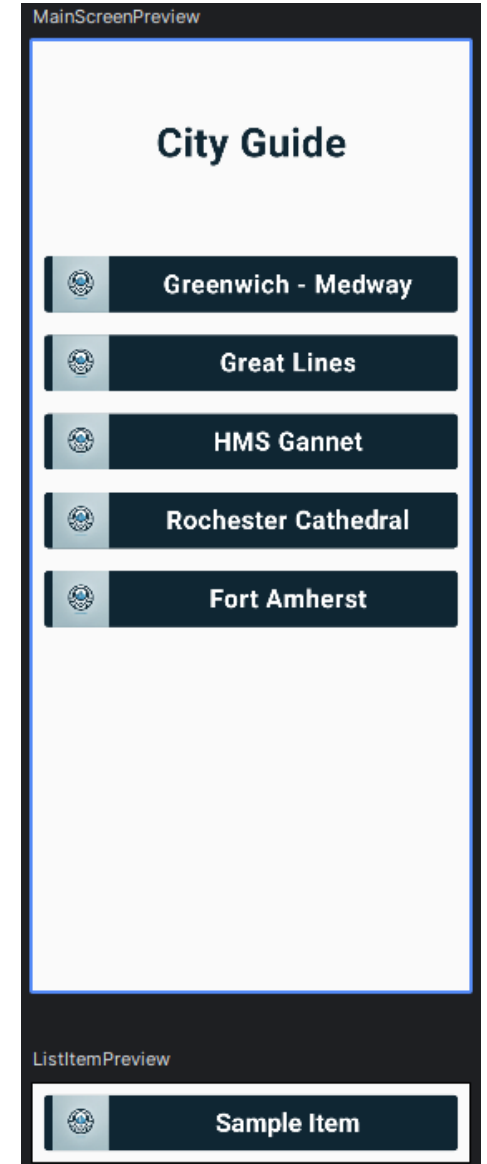 MainScreenPreview
City Guide
Greenwich - Medway
Great Lines
HMS Gannet
Rochester Cathedral
Fort Amherst
ListItemPreview
Sample Item